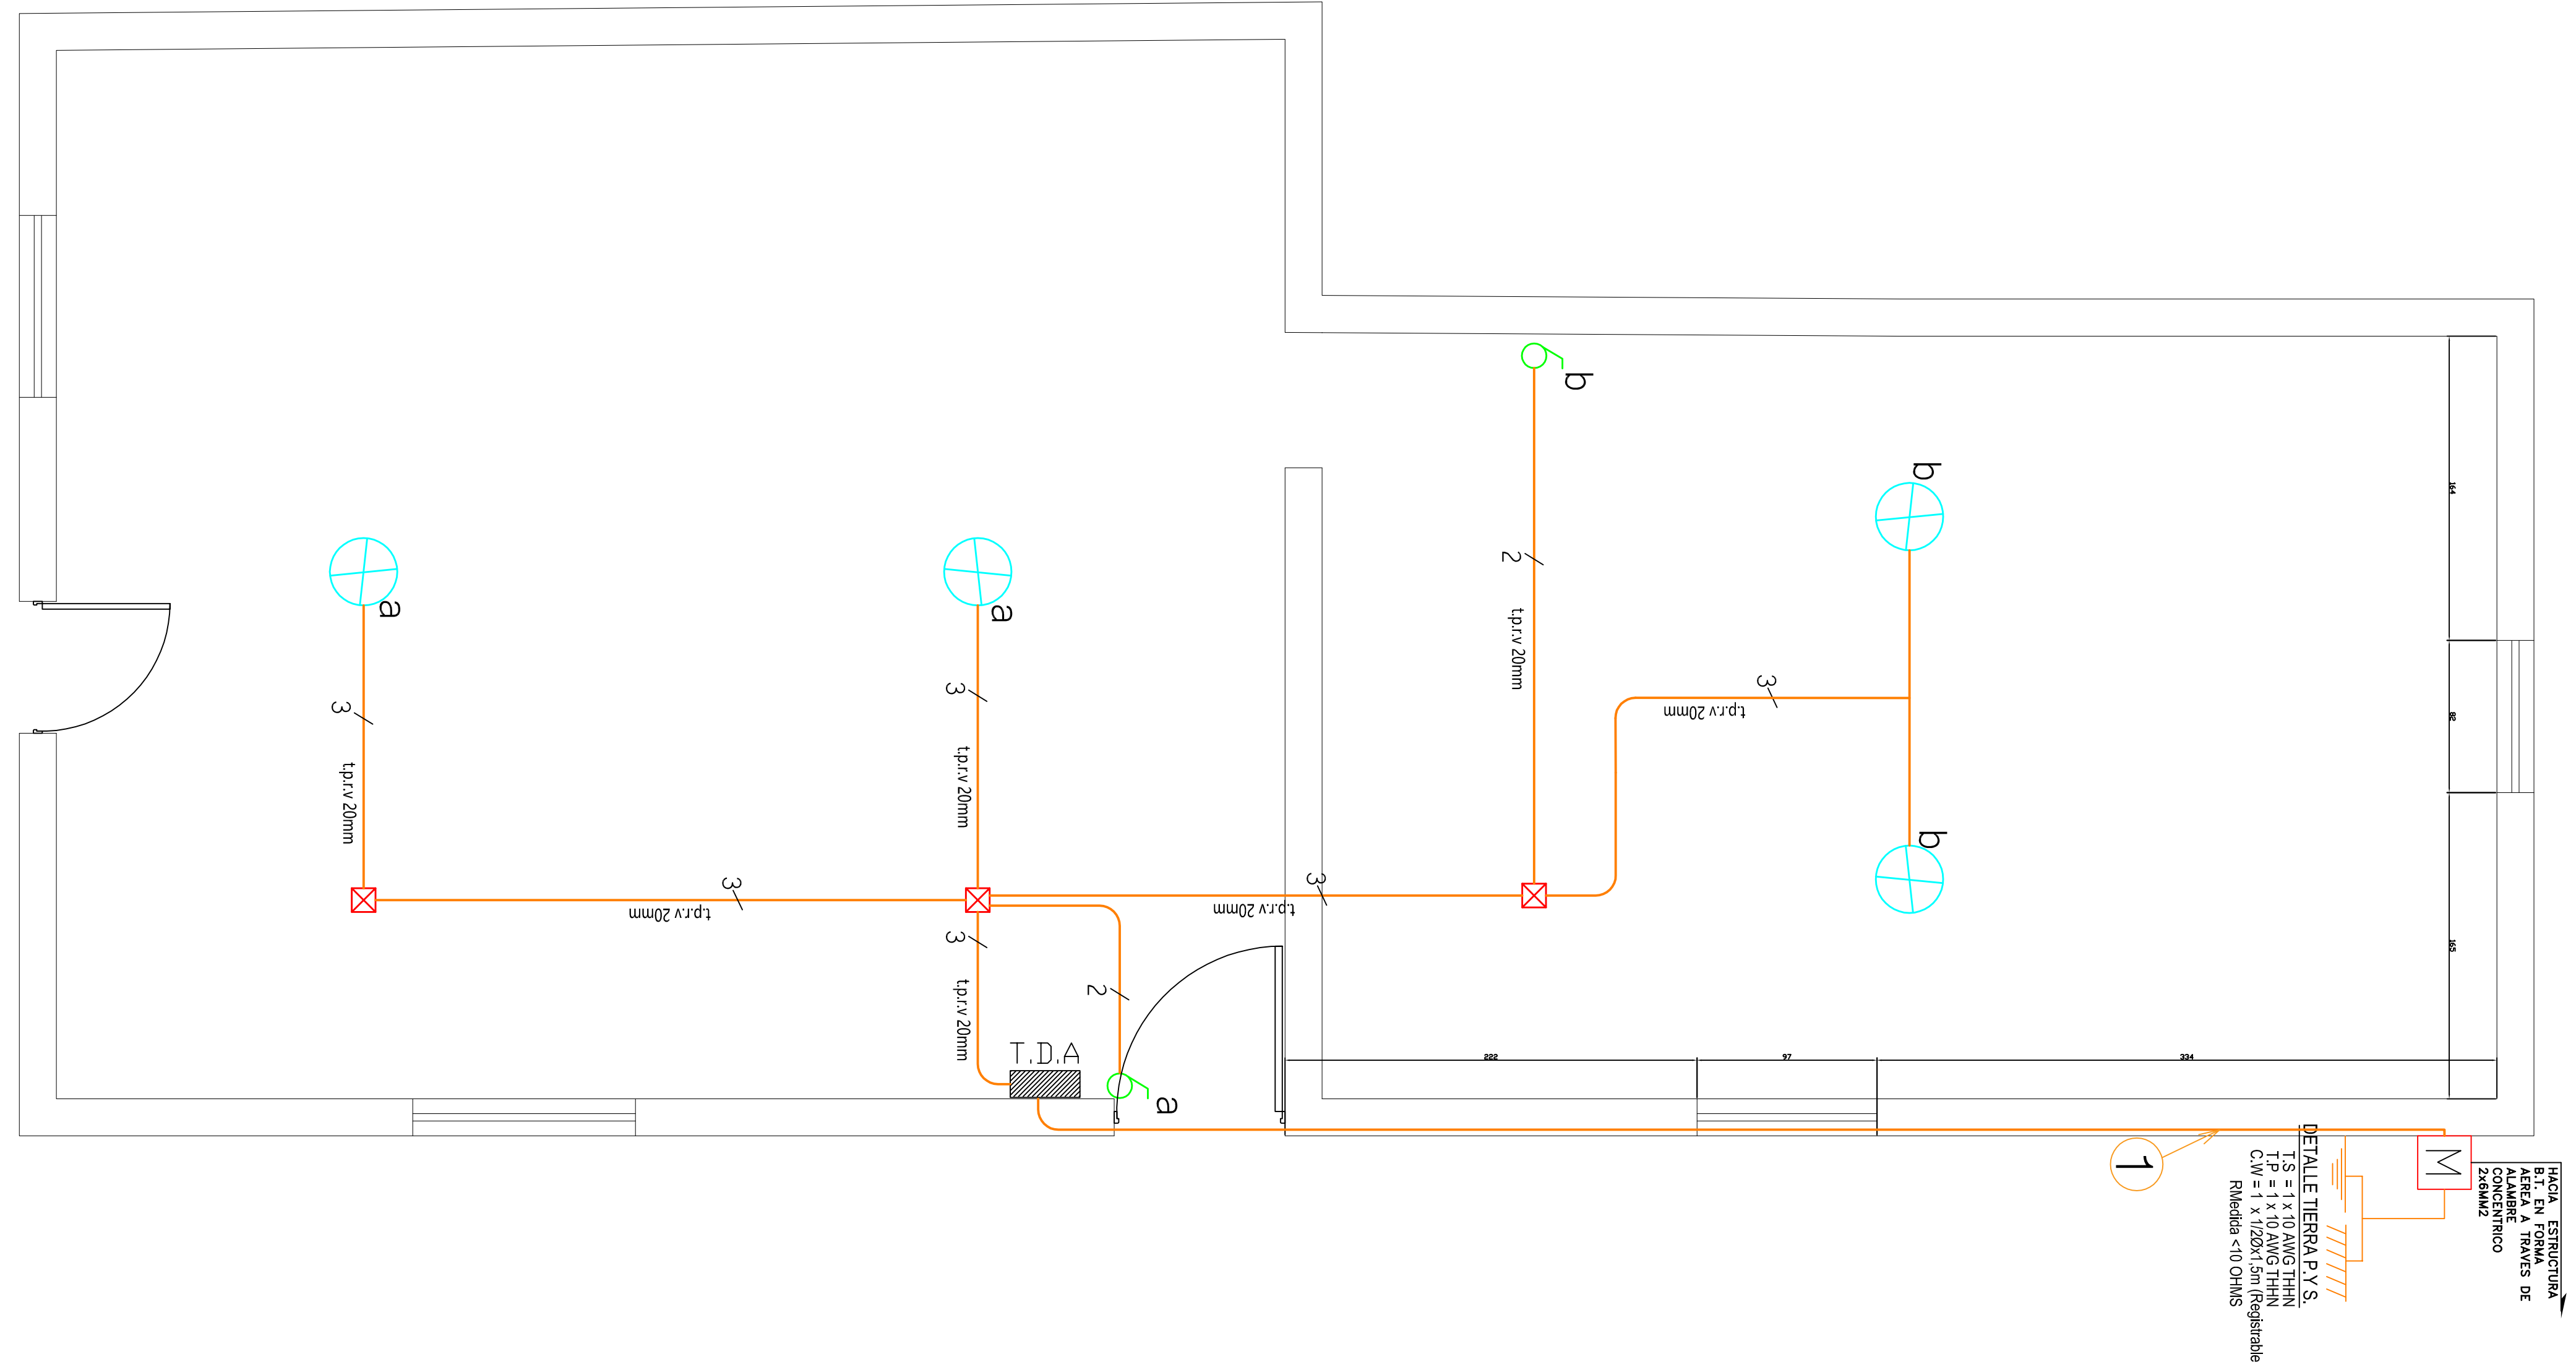 b
b
b
a
a
2
t.p.r.v 20mm
3
t.p.r.v 20mm
3
t.p.r.v 20mm
3
t.p.r.v 20mm
3
t.p.r.v 20mm
3
t.p.r.v 20mm
3
t.p.r.v 20mm
2
T.D.A
a
164
82
165
222
97
334
1
M
DETALLE TIERRA P.Y S.
T.S = 1 x 10 AWG THHN
T.P = 1 x 10 AWG THHN
C.W = 1 x 1/2Øx1,5m (Registrable
RMedida <10 OHMS
HACIA ESTRUCTURA
B.T. EN FORMA
AEREA A TRAVES DE
ALAMBRE
CONCENTRICO
2x6MM2